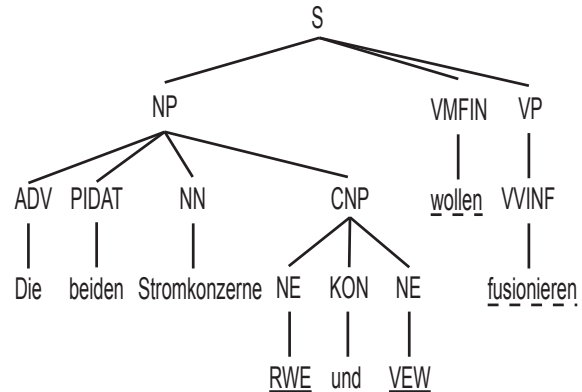 S
NP VMFIN VP
ADV PIDAT NN CNP wollen VVINF
Die beiden Stromkonzerne NE KON NE fusionieren
RWE und VEW